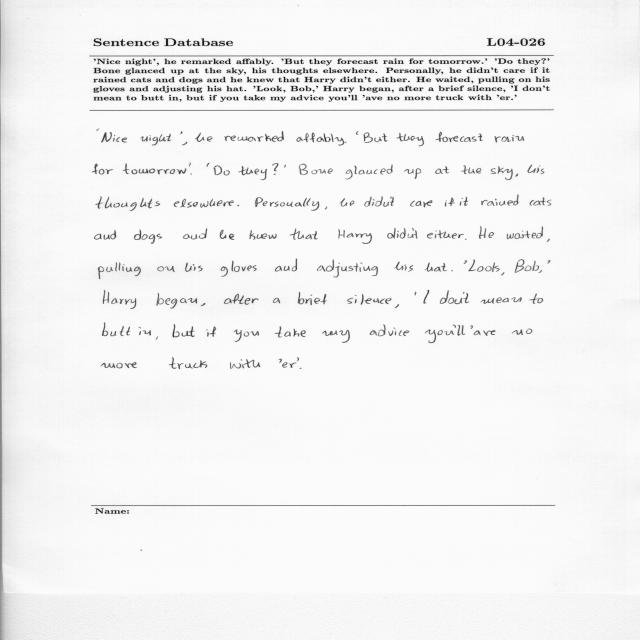 Sentence Database L04-026
'Nice night', he remarked affably. 'But they forecast rain for tomorrow.' 'Do they?'
Bone glanced up at the sky, his thoughts elsewhere. Personally, he didn't care if it
rained cats and dogs and he knew that Harry didn't either. He waited, pulling on his
gloves and adjusting his hat. 'Look, Bob,' Harry began, after a brief silence, 'I don't
mean to butt in, but if you take my advice you'll 'ave no more truck with 'er.'
'Nice night', he remarked affably. 'But they forecast rain
for tomorrow'. 'Do they?' Bone glanced up at the sky, his
thoughts elsewhere. Personally, he didn't care if it rained cats
and dogs and he knew that Harry didn't either. He waited,
pulling on his gloves and adjusting his hat. 'Look, Bob,'
Harry began, after a brief silence, 'I don't mean to
butt in, but if you take my advice you'll 'ave no
more truck with 'er'.
Name: